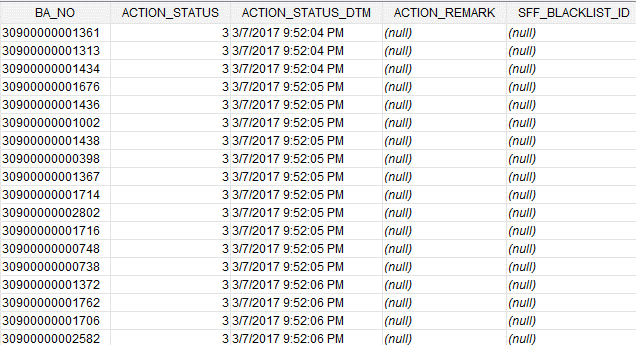 BA_NO ACTION_STATUS ACTION_STATUS_DTM ACTION_REMARK SFF_BLACKLIST_ID
30900000001361 3 3/7/2017 9:52:04 PM (null) (null)
30900000001313 3 3/7/2017 9:52:04 PM (null) (null)
30900000001434 3 3/7/2017 9:52:04 PM (null) (null)
30900000001676 3 3/7/2017 9:52:05 PM (null) (null)
30900000001436 3 3/7/2017 9:52:05 PM (null) (null)
30900000001002 3 3/7/2017 9:52:05 PM (null) (null)
30900000001438 3 3/7/2017 9:52:05 PM (null) (null)
30900000000398 3 3/7/2017 9:52:05 PM (null) (null)
30900000001367 3 3/7/2017 9:52:05 PM (null) (null)
30900000001714 3 3/7/2017 9:52:05 PM (null) (null)
30900000002802 3 3/7/2017 9:52:05 PM (null) (null)
30900000001716 3 3/7/2017 9:52:05 PM (null) (null)
30900000000748 3 3/7/2017 9:52:05 PM (null) (null)
30900000000738 3 3/7/2017 9:52:05 PM (null) (null)
30900000001372 3 3/7/2017 9:52:06 PM (null) (null)
30900000001762 3 3/7/2017 9:52:06 PM (null) (null)
30900000001706 3 3/7/2017 9:52:06 PM (null) (null)
30900000002582 3 3/7/2017 9:52:06 PM (null) (null)